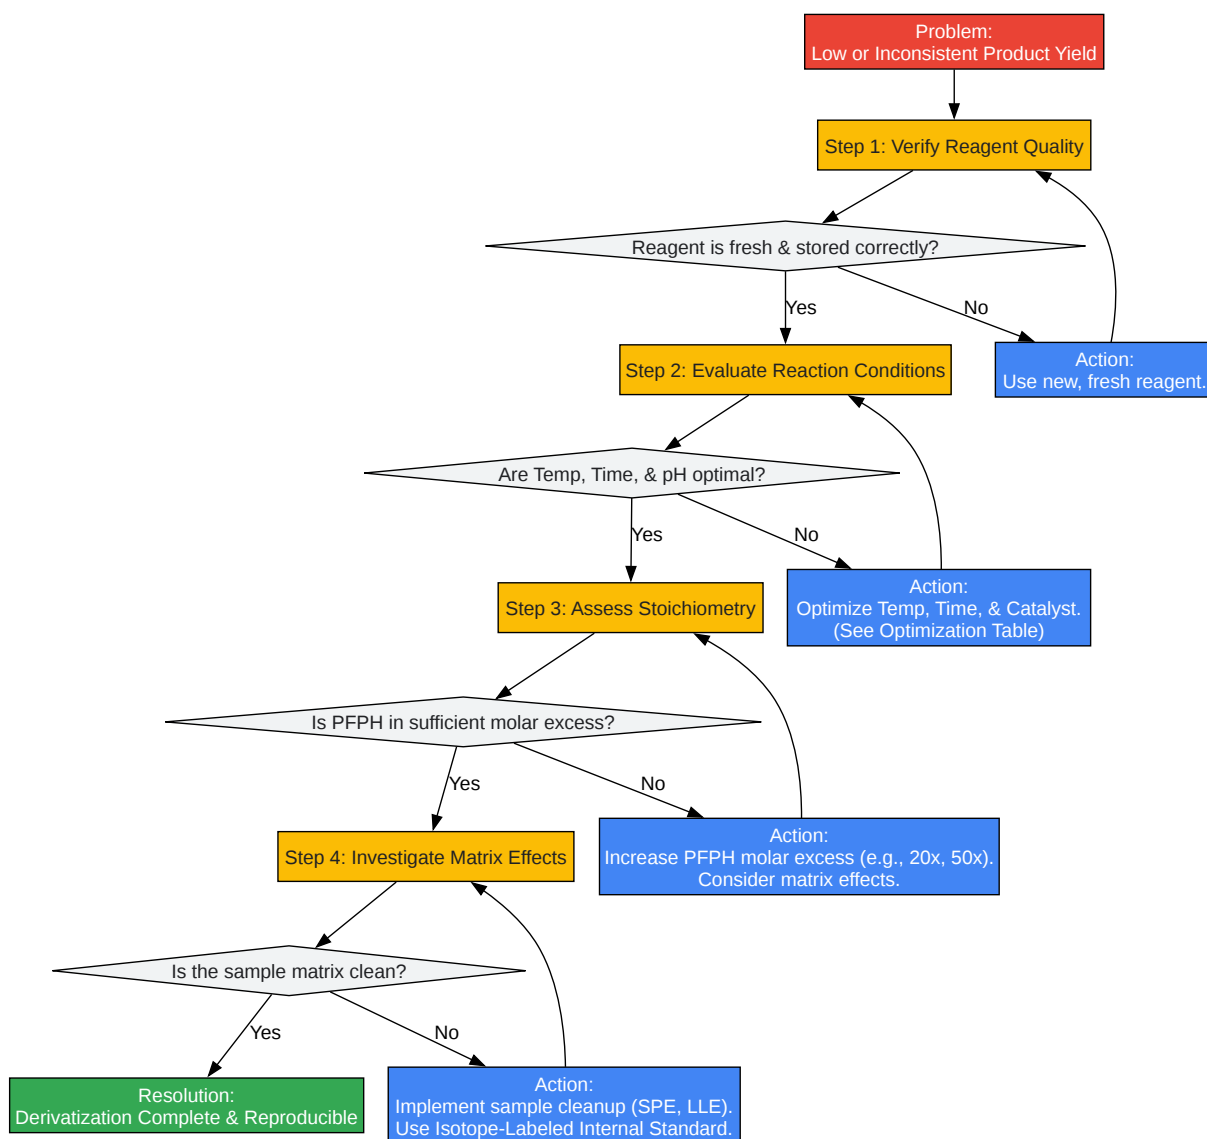 Problem:
Low or Inconsistent Product Yield
Step 1: Verify Reagent Quality
Reagent is fresh & stored correctly?
Yes
No
Step 2: Evaluate Reaction Conditions
Action:
Use new, fresh reagent.
Are Temp, Time, & pH optimal?
Yes
No
Step 3: Assess Stoichiometry
Action:
Optimize Temp, Time, & Catalyst.
(See Optimization Table)
Is PFPH in sufficient molar excess?
Yes
No
Step 4: Investigate Matrix Effects
Action:
Increase PFPH molar excess (e.g., 20x, 50x).
Consider matrix effects.
Is the sample matrix clean?
Yes
No
Resolution:
Derivatization Complete & Reproducible
Action:
Implement sample cleanup (SPE, LLE).
Use Isotope-Labeled Internal Standard.